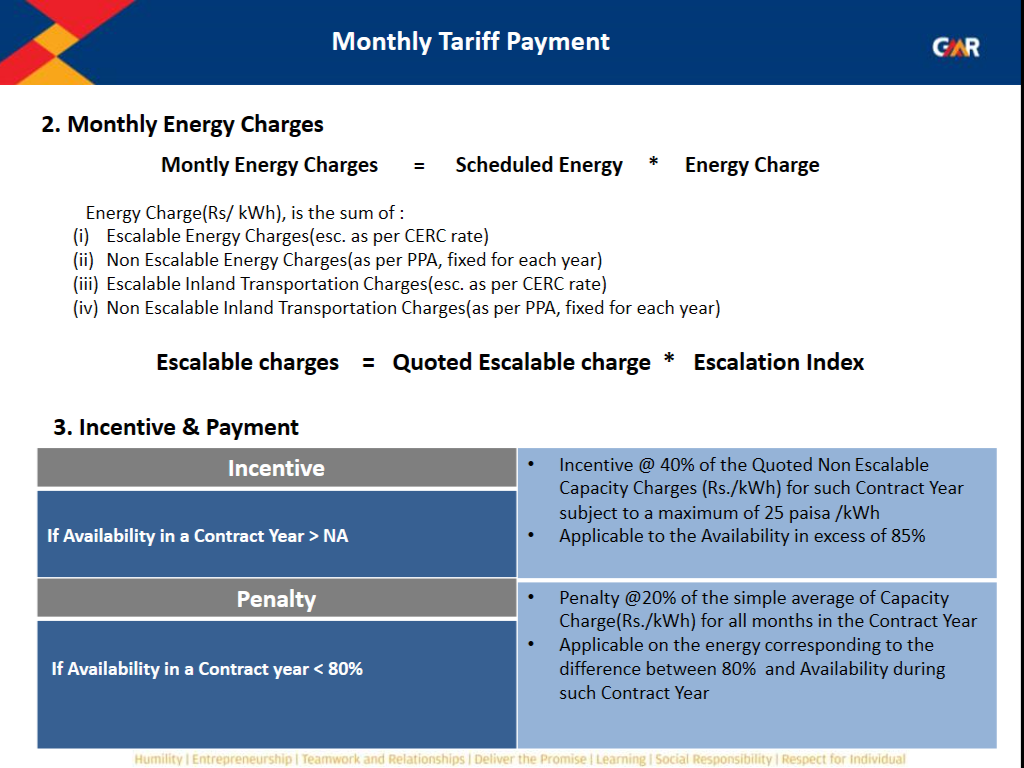 Monthly Tariff Payment
GMR
2. Monthly Energy Charges
Montly Energy Charges = Scheduled Energy * Energy Charge
Energy Charge(Rs/ kWh), is the sum of :
(i) Escalable Energy Charges(esc. as per CERC rate)
(ii) Non Escalable Energy Charges(as per PPA, fixed for each year)
(iii) Escalable Inland Transportation Charges(esc. as per CERC rate)
(iv) Non Escalable Inland Transportation Charges(as per PPA, fixed for each year)
Escalable charges = Quoted Escalable charge * Escalation Index
3. Incentive & Payment
Incentive
If Availability in a Contract Year > NA
• Incentive @ 40% of the Quoted Non Escalable
Capacity Charges (Rs./kWh) for such Contract Year
subject to a maximum of 25 paisa /kWh
• Applicable to the Availability in excess of 85%
Penalty
If Availability in a Contract year < 80%
• Penalty @20% of the simple average of Capacity
Charge(Rs./kWh) for all months in the Contract Year
• Applicable on the energy corresponding to the
difference between 80% and Availability during
such Contract Year
Humility | Entrepreneurship | Teamwork and Relationships | Deliver the Promise | Learning | Social Responsibility | Respect for Individual